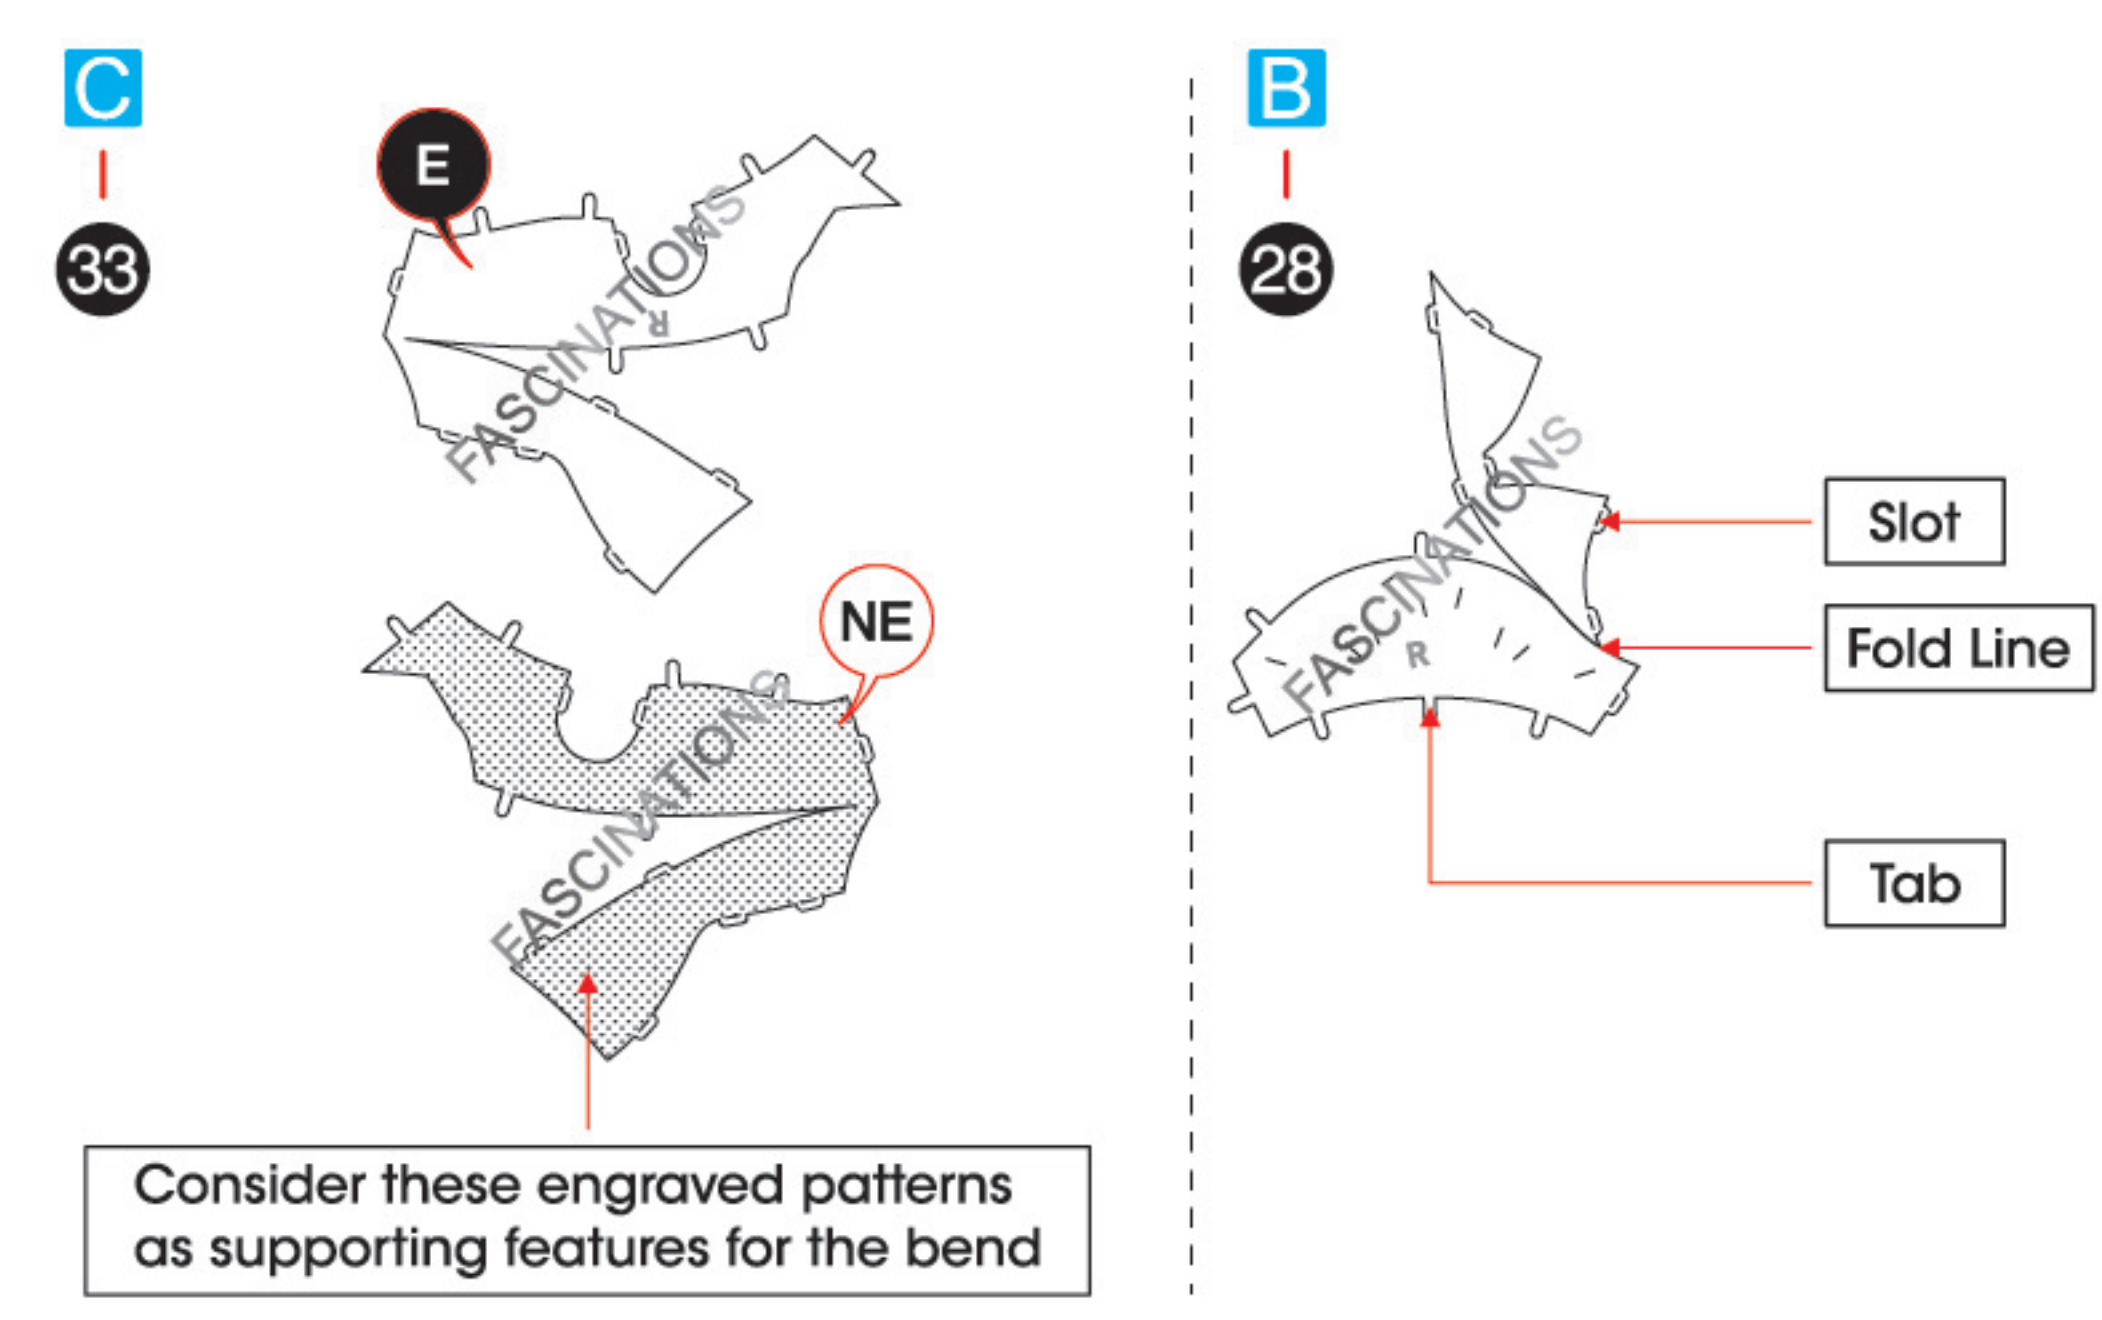 C
33
E
FASCINATIONS
R
NE
FASCINATIONS
Consider these engraved patterns
as supporting features for the bend
B
28
FASCINATIONS
R
Slot
Fold Line
Tab